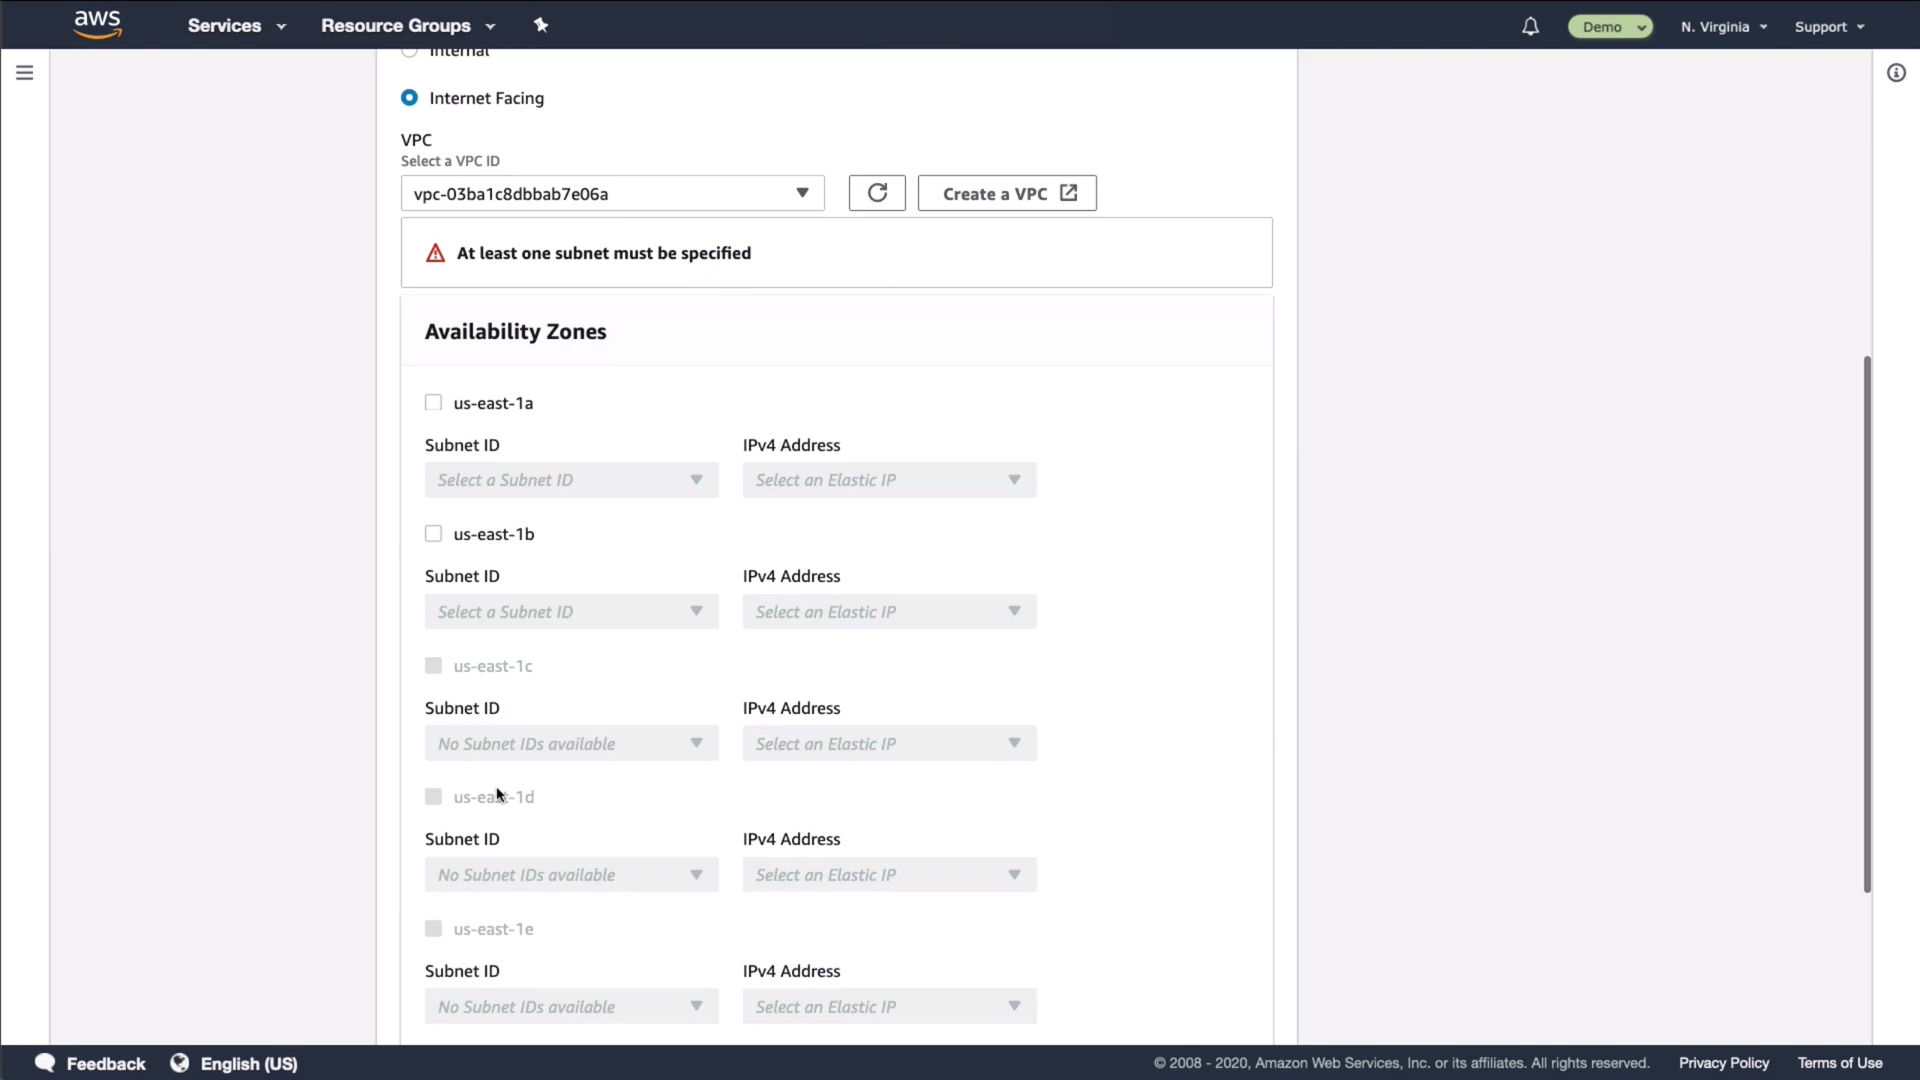 aws Services Resource Groups Demo N. Virginia Support
Internal
Internet Facing
VPC
Select a VPC ID
vpc-03ba1c8dbbab7e06a Create a VPC
At least one subnet must be specified
Availability Zones
us-east-1a
Subnet ID IPv4 Address
Select a Subnet ID Select an Elastic IP
us-east-1b
Subnet ID IPv4 Address
Select a Subnet ID Select an Elastic IP
us-east-1c
Subnet ID IPv4 Address
No Subnet IDs available Select an Elastic IP
us-east-1d
Subnet ID IPv4 Address
No Subnet IDs available Select an Elastic IP
us-east-1e
Subnet ID IPv4 Address
No Subnet IDs available Select an Elastic IP
Feedback English (US) © 2008 - 2020, Amazon Web Services, Inc. or its affiliates. All rights reserved. Privacy Policy Terms of Use